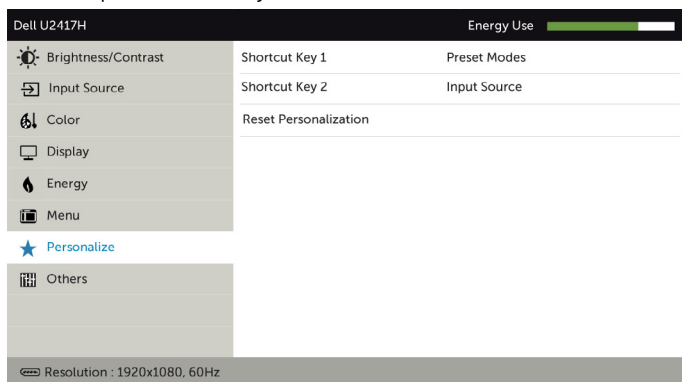 Dell U2417H Energy Use
Brightness/Contrast Shortcut Key 1 Preset Modes
Input Source Shortcut Key 2 Input Source
Color Reset Personalization
Display
Energy
Menu
Personalize
Others
Resolution : 1920x1080, 60Hz